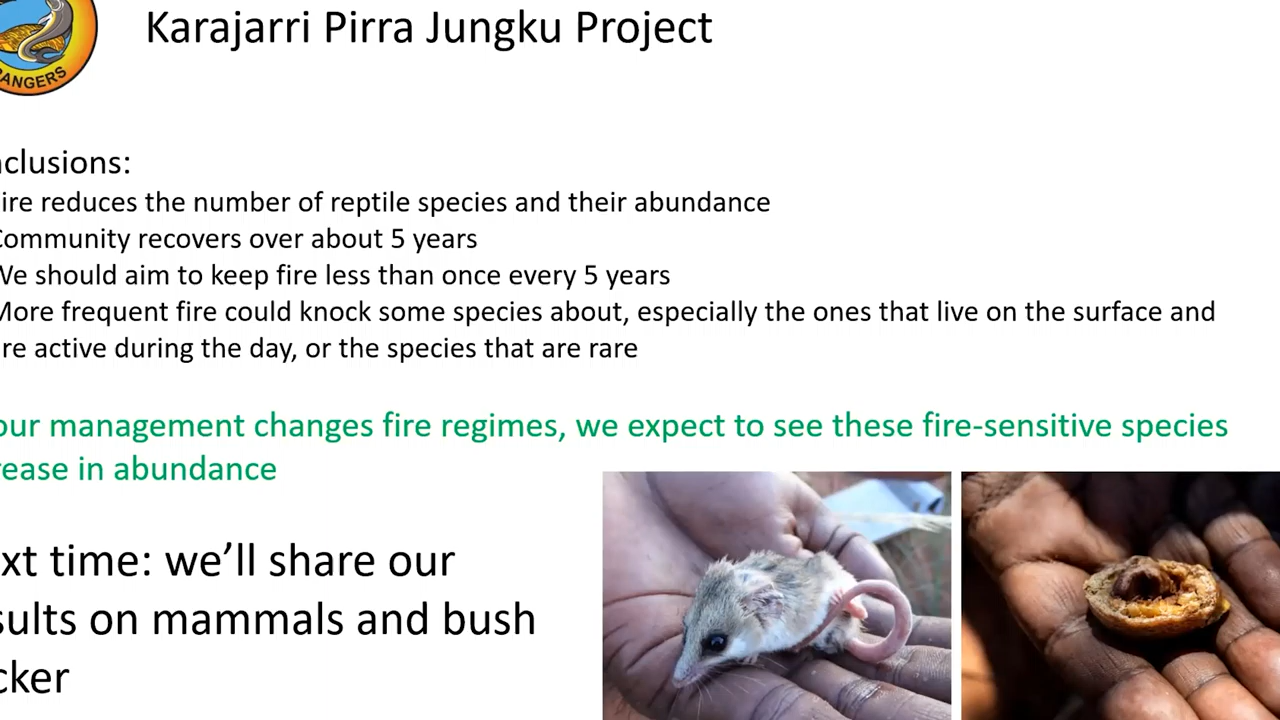 Karajarri Pirra Jungku Project
RANGERS
nclusions:
ire reduces the number of reptile species and their abundance
Community recovers over about 5 years
We should aim to keep fire less than once every 5 years
More frequent fire could knock some species about, especially the ones that live on the surface and
re active during the day, or the species that are rare
our management changes fire regimes, we expect to see these fire-sensitive species
rease in abundance
xt time: we’ll share our
sults on mammals and bush
cker